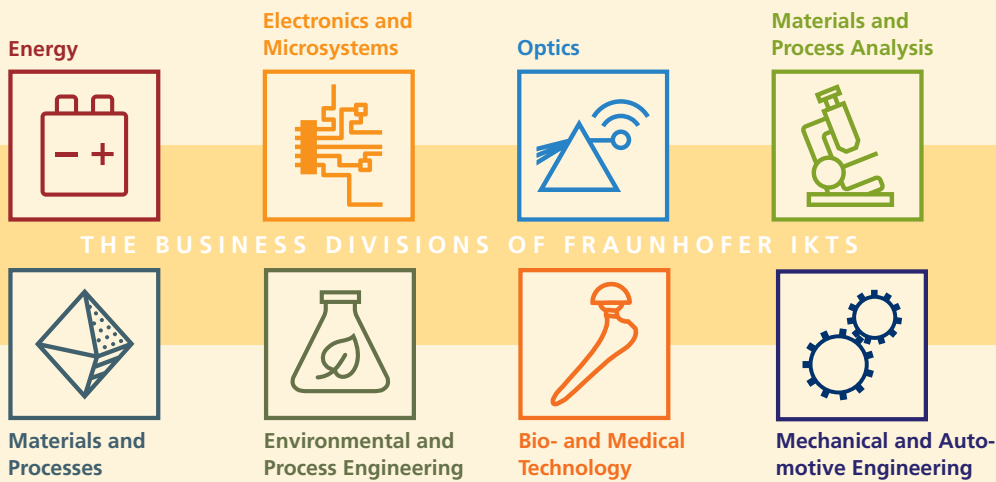 Energy
Electronics and
Microsystems
Optics
Materials and
Process Analysis
THE BUSINESS DIVISIONS OF FRAUNHOFER IKTS
Materials and
Processes
Environmental and
Process Engineering
Bio- and Medical
Technology
Mechanical and Auto-
motive Engineering